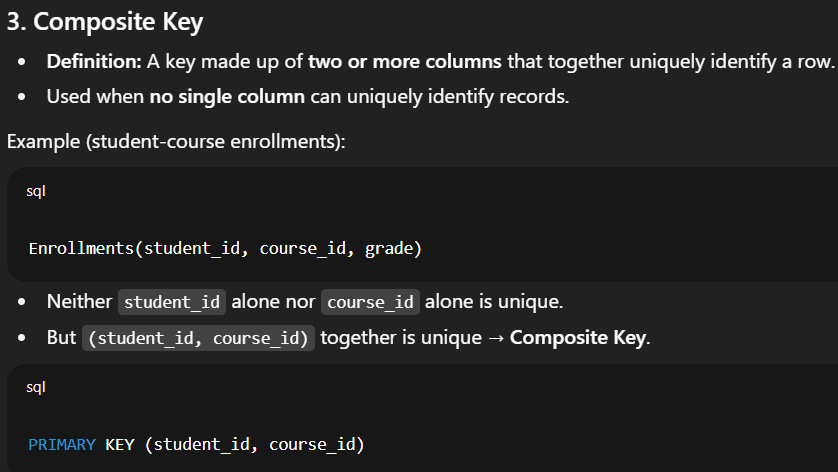 3. Composite Key
• Definition: A key made up of two or more columns that together uniquely identify a row.
• Used when no single column can uniquely identify records.
Example (student-course enrollments):
sql
Enrollments(student_id, course_id, grade)
• Neither student_id alone nor course_id alone is unique.
• But (student_id, course_id) together is unique → Composite Key.
sql
PRIMARY KEY (student_id, course_id)